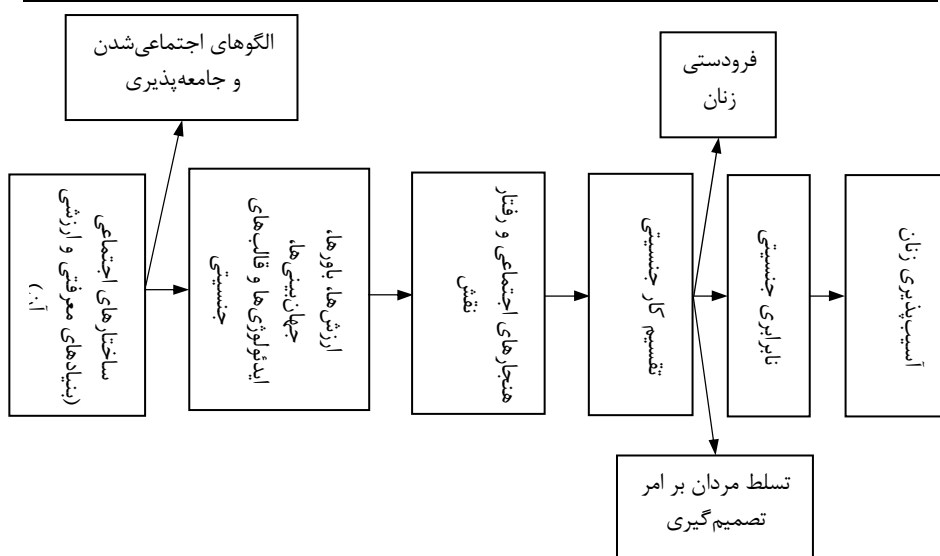 الگوهای اجتماعی‌شدن
و جامعه‌پذیری
فرودستی
زنان
ساختارهای اجتماعی
(بنیادهای معرفتی و ارزشی
آن)
ارزش‌ها، باورها،
جهان‌بینی‌ها،
ایدئولوژی‌ها و قالب‌های
جنسیتی
هنجارهای اجتماعی و رفتار
نقش
تقسیم کار جنسیتی
نابرابری جنسیتی
آسیب‌پذیری زنان
تسلط مردان بر امر
تصمیم‌گیری